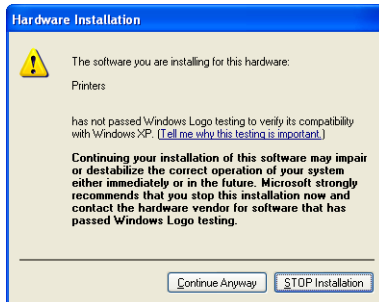 Hardware Installation
The software you are installing for this hardware:
Printers
has not passed Windows Logo testing to verify its compatibility
with Windows XP. (Tell me why this testing is important.)
Continuing your installation of this software may impair
or destabilize the correct operation of your system
either immediately or in the future. Microsoft strongly
recommends that you stop this installation now and
contact the hardware vendor for software that has
passed Windows Logo testing.
Continue Anyway
STOP Installation